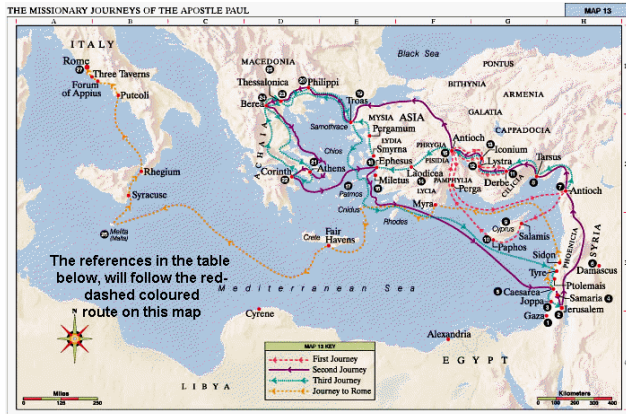 THE MISSIONARY JOURNEYS OF THE APOSTLE PAUL
MAP 13
A B C D E F G H
ITALY
Rome
Three Taverns
Forum
of Appius
Puteoli
Rhegium
Syracuse
Melita
(Malta)
MACEDONIA
Thessalonica
Philippi
Berea
Troas
Samothrace
ACHAIA
Chios
Athens
Corinth
Patmos
Cnidus
Crete
Fair
Havens
Rhodes
Black Sea
PONTUS
BITHYNIA
ARMENIA
GALATIA
CAPPADOCIA
MYSIA
ASIA
Pergamum
LYDIA
Smyrna
Ephesus
Miletus
Laodicea
PHRYGIA
PISIDIA
Antioch
Iconium
Lystra
Derbe
CILICIA
Tarsus
PAMPHYLIA
Perga
LYCIA
Myra
Antioch
Cyprus
Salamis
Paphos
SYRIA
PHOENICIA
Sidon
Damascus
Tyre
Ptolemais
Caesarea
Samaria
Joppa
Jerusalem
Gaza
The references in the table
below, will follow the red-
dashed coloured
route on this map
Mediterranean Sea
Cyrene
Alexandria
EGYPT
LIBYA
N
MAP 13 KEY
First Journey
Second Journey
Third Journey
Journey to Rome
Miles
0 125 250
Kilometers
0 100 200 300 400